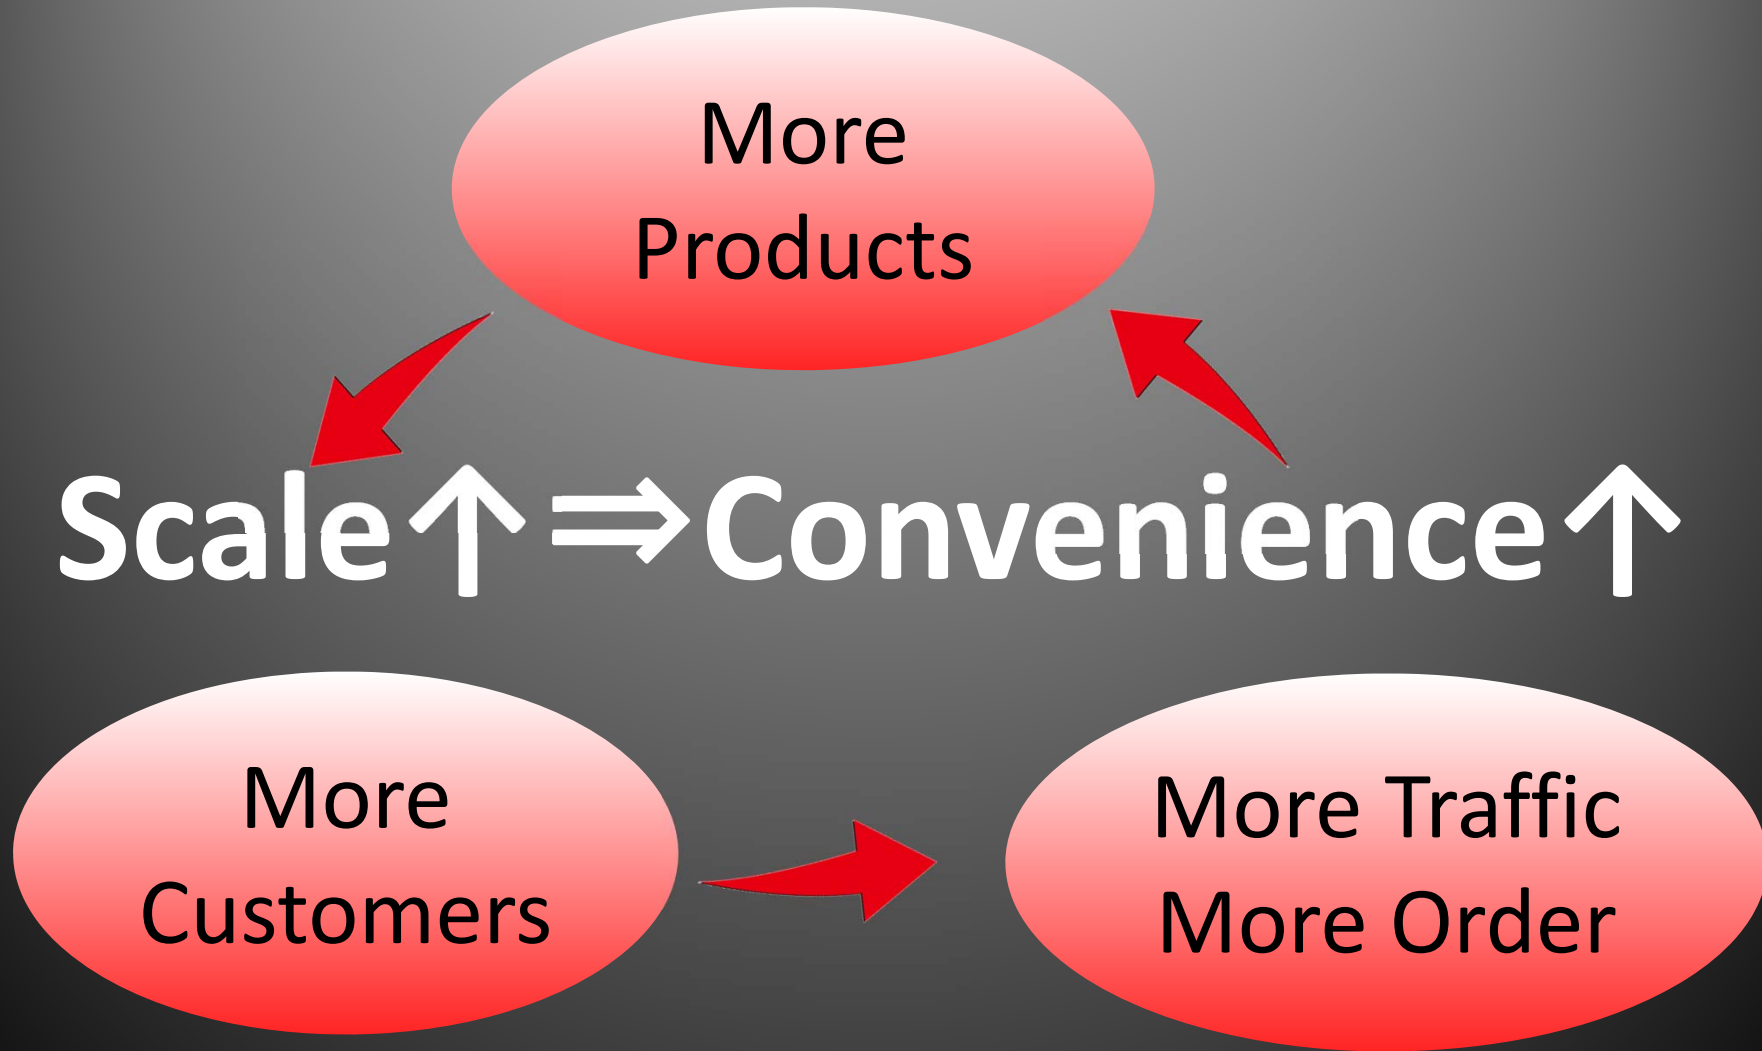 More
Products
Scale↑⇒Convenience↑
More
Customers
More Traffic
More Order